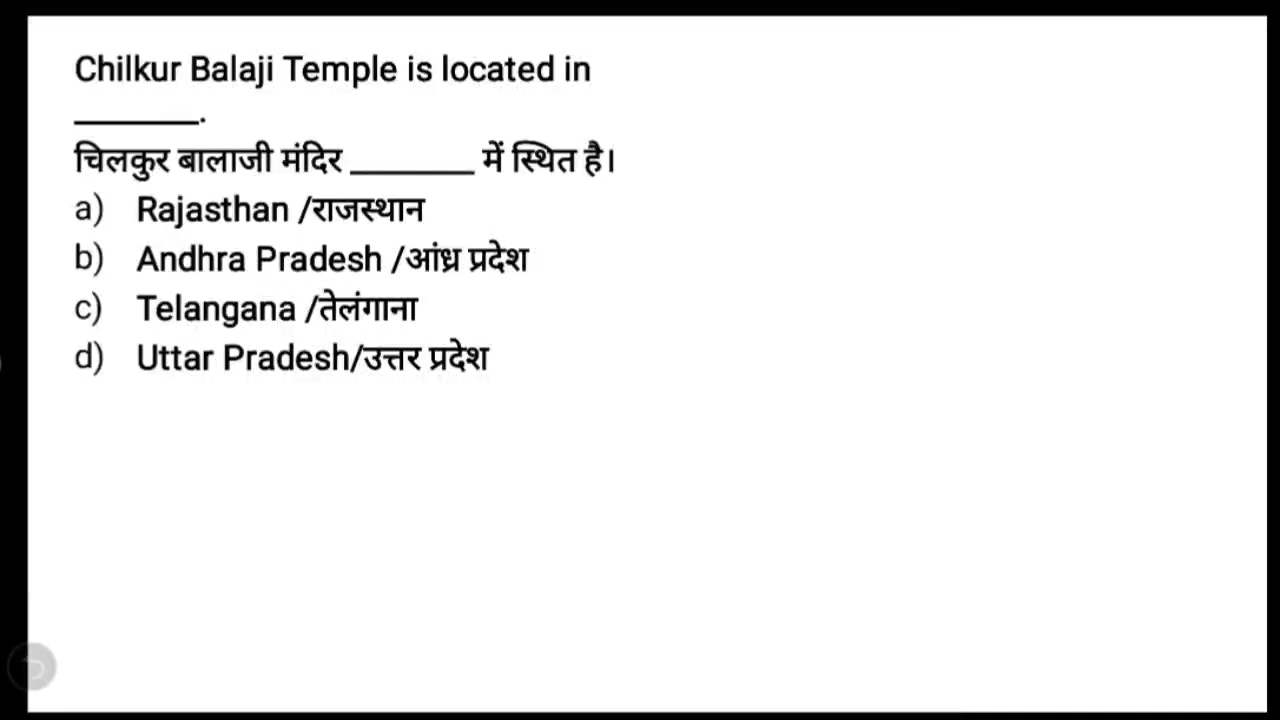 Chilkur Balaji Temple is located in
________.
चिलकुर बालाजी मंदिर ________ में स्थित है।
a) Rajasthan /राजस्थान
b) Andhra Pradesh /आंध्र प्रदेश
c) Telangana /तेलंगाना
d) Uttar Pradesh/उत्तर प्रदेश